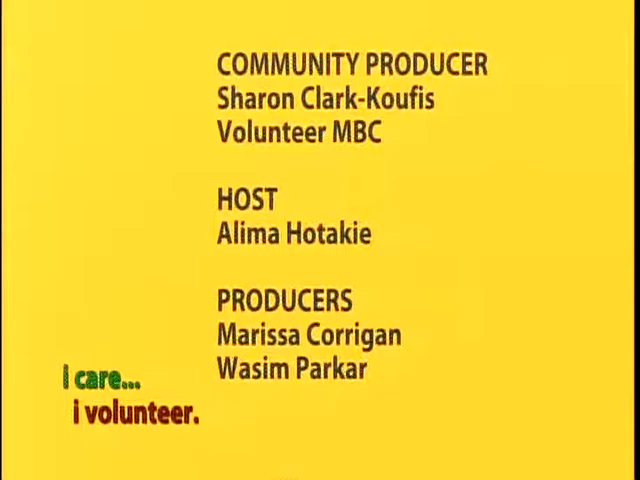 COMMUNITY PRODUCER
Sharon Clark-Koufis
Volunteer MBC
HOST
Alima Hotakie
PRODUCERS
Marissa Corrigan
Wasim Parkar
i care...
i volunteer.